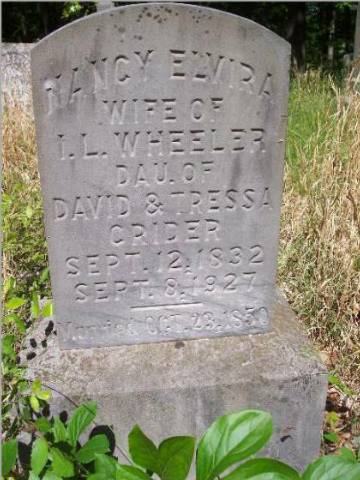 NANCY ELVIRA
WIFE OF
I. L. WHEELER
DAU. OF
DAVID & TRESSA
CRIDER
SEPT. 12, 1832
SEPT. 8, 1927
Married OCT. 23, 1850